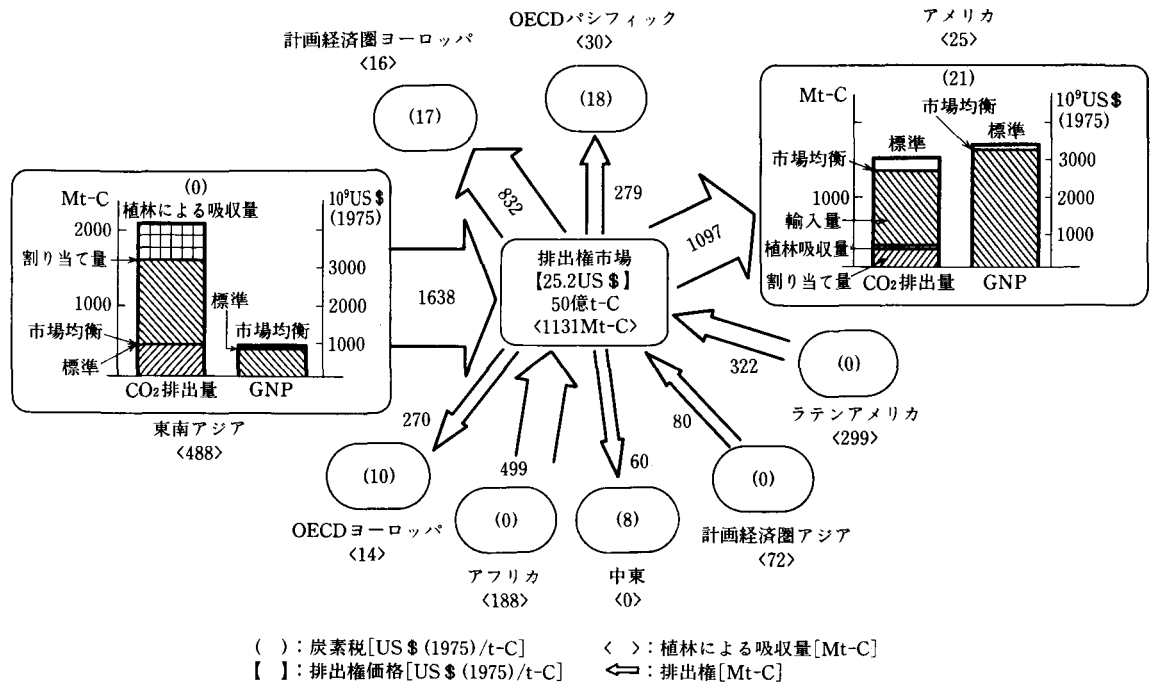 OECDパシフィック
〈30〉
アメリカ
〈25〉
計画経済圏ヨーロッパ
〈16〉
(18)
(17)
(21)
Mt-C
10⁹US$
(1975)
市場均衡
標準
標準
市場均衡
3000
1000
2000
輸入量
植林吸収量
1000
割り当て量
CO₂排出量
GNP
(0)
Mt-C
10⁹US$
(1975)
植林による吸収量
2000
割り当て量
3000
標準
1000
2000
市場均衡
市場均衡
1000
標準
CO₂排出量
GNP
東南アジア
〈488〉
832
279
1097
1638
排出権市場
【25.2US$】
50億t-C
〈1131Mt-C〉
322
(0)
ラテンアメリカ
〈299〉
270
499
60
80
(10)
OECDヨーロッパ
〈14〉
(0)
アフリカ
〈188〉
(8)
中東
〈0〉
(0)
計画経済圏アジア
〈72〉
( ):炭素税[US$(1975)/t-C]
〈 〉:植林による吸収量[Mt-C]
【 】:排出権価格[US$(1975)/t-C]
⇦:排出権[Mt-C]